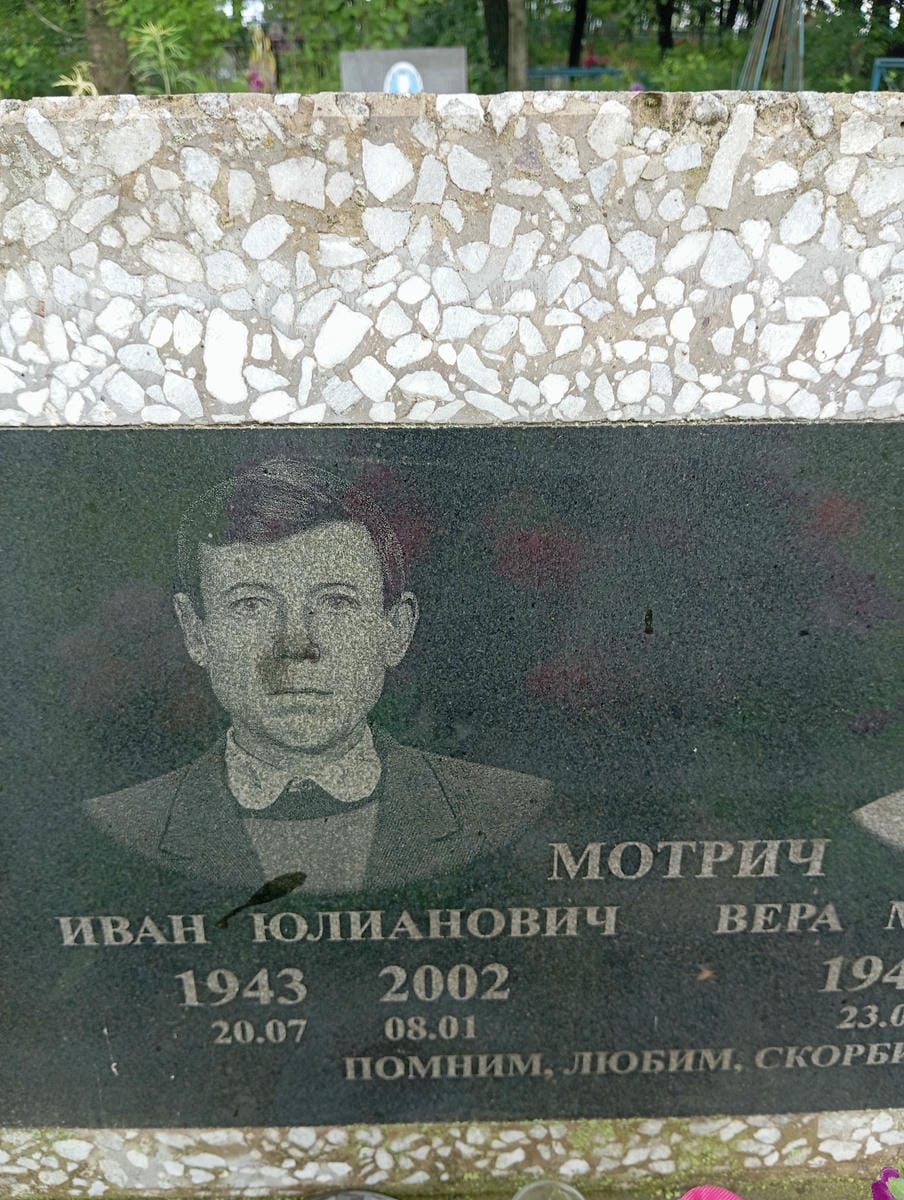 МОТРИЧ
ИВАН ЮЛИАНОВИЧ ВЕРА
1943 2002
20.07 08.01
ПОМНИМ, ЛЮБИМ,